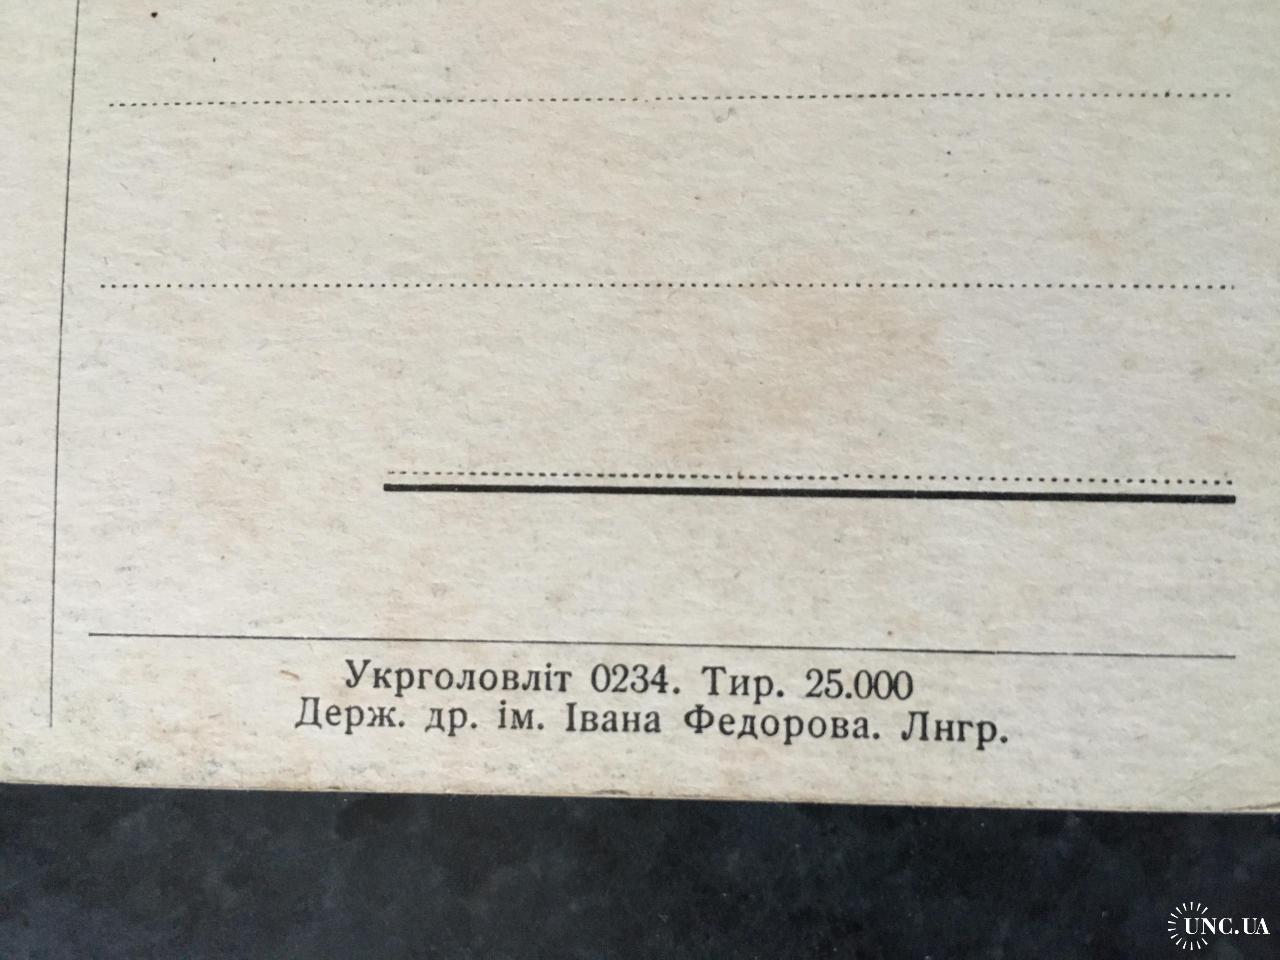 Укрголовліт 0234. Тир. 25.000
Держ. др. ім. Івана Федорова. Лнгр.
UNC.UA